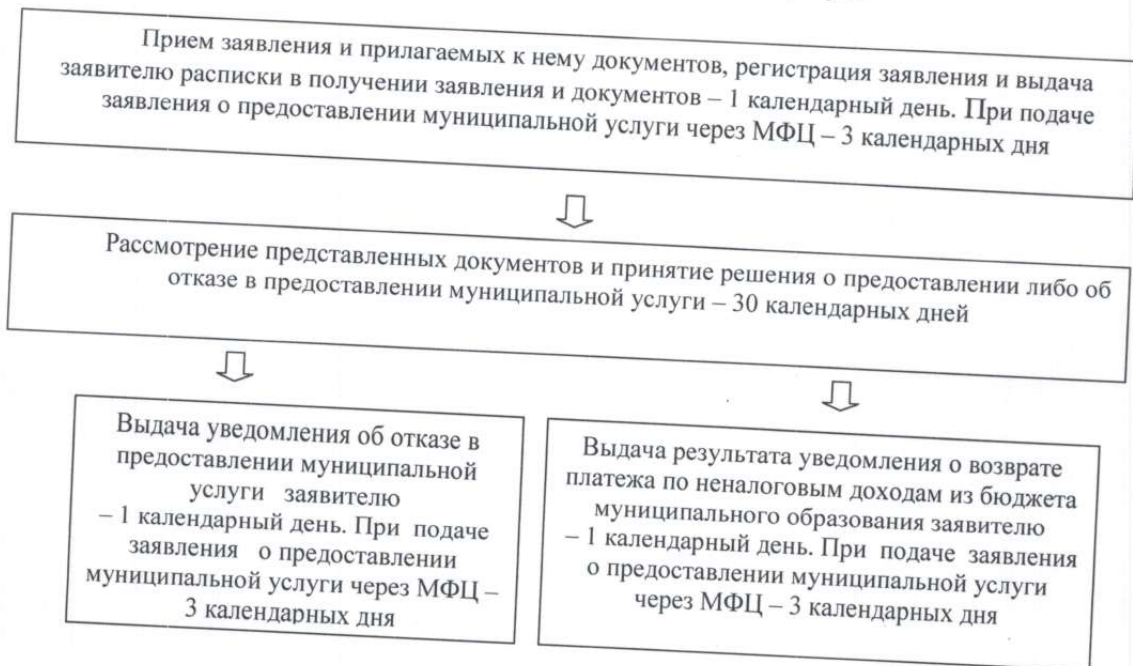 Прием заявления и прилагаемых к нему документов, регистрация заявления и выдача
заявителю расписки в получении заявления и документов – 1 календарный день. При подаче
заявления о предоставлении муниципальной услуги через МФЦ – 3 календарных дня
Рассмотрение представленных документов и принятие решения о предоставлении либо об
отказе в предоставлении муниципальной услуги – 30 календарных дней
Выдача уведомления об отказе в
предоставлении муниципальной
услуги заявителю
– 1 календарный день. При подаче
заявления о предоставлении
муниципальной услуги через МФЦ –
3 календарных дня
Выдача результата уведомления о возврате
платежа по неналоговым доходам из бюджета
муниципального образования заявителю
– 1 календарный день. При подаче заявления
о предоставлении муниципальной услуги
через МФЦ – 3 календарных дня